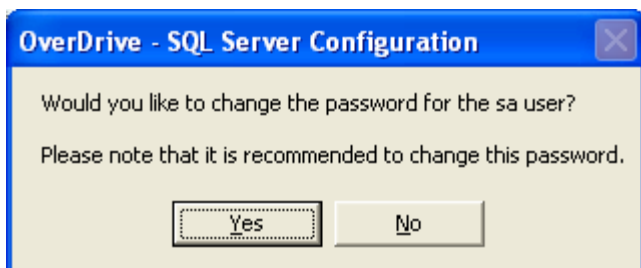 OverDrive - SQL Server Configuration
Would you like to change the password for the sa user?
Please note that it is recommended to change this password.
Yes No